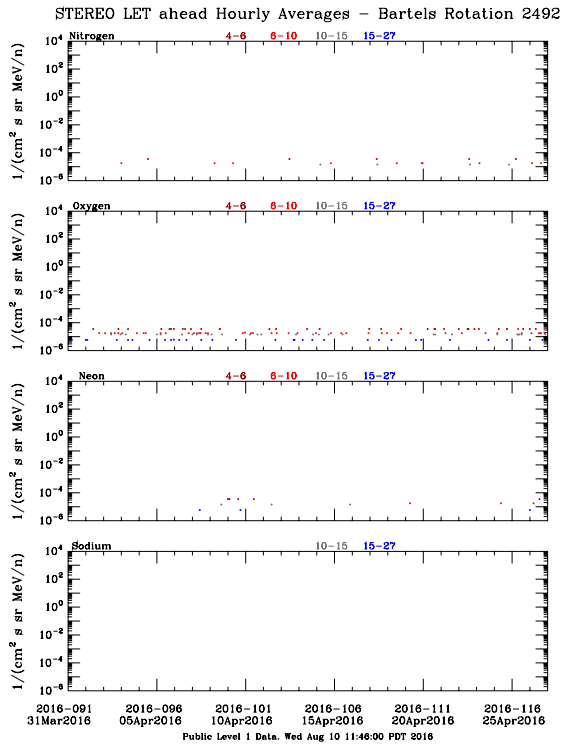 STEREO LET ahead Hourly Averages - Bartels Rotation 2492
Nitrogen 4-6 6-10 10-15 15-27
10^4
10^2
10^0
10^-2
10^-4
10^-6
1/(cm^2 s sr MeV/n)
Oxygen 4-6 6-10 10-15 15-27
10^4
10^2
10^0
10^-2
10^-4
10^-6
1/(cm^2 s sr MeV/n)
Neon 4-6 6-10 10-15 15-27
10^4
10^2
10^0
10^-2
10^-4
10^-6
1/(cm^2 s sr MeV/n)
Sodium 10-15 15-27
10^4
10^2
10^0
10^-2
10^-4
10^-6
1/(cm^2 s sr MeV/n)
2016-091 2016-096 2016-101 2016-106 2016-111 2016-116
31Mar2016 05Apr2016 10Apr2016 15Apr2016 20Apr2016 25Apr2016
Public Level 1 Data. Wed Aug 10 11:46:00 PDT 2016